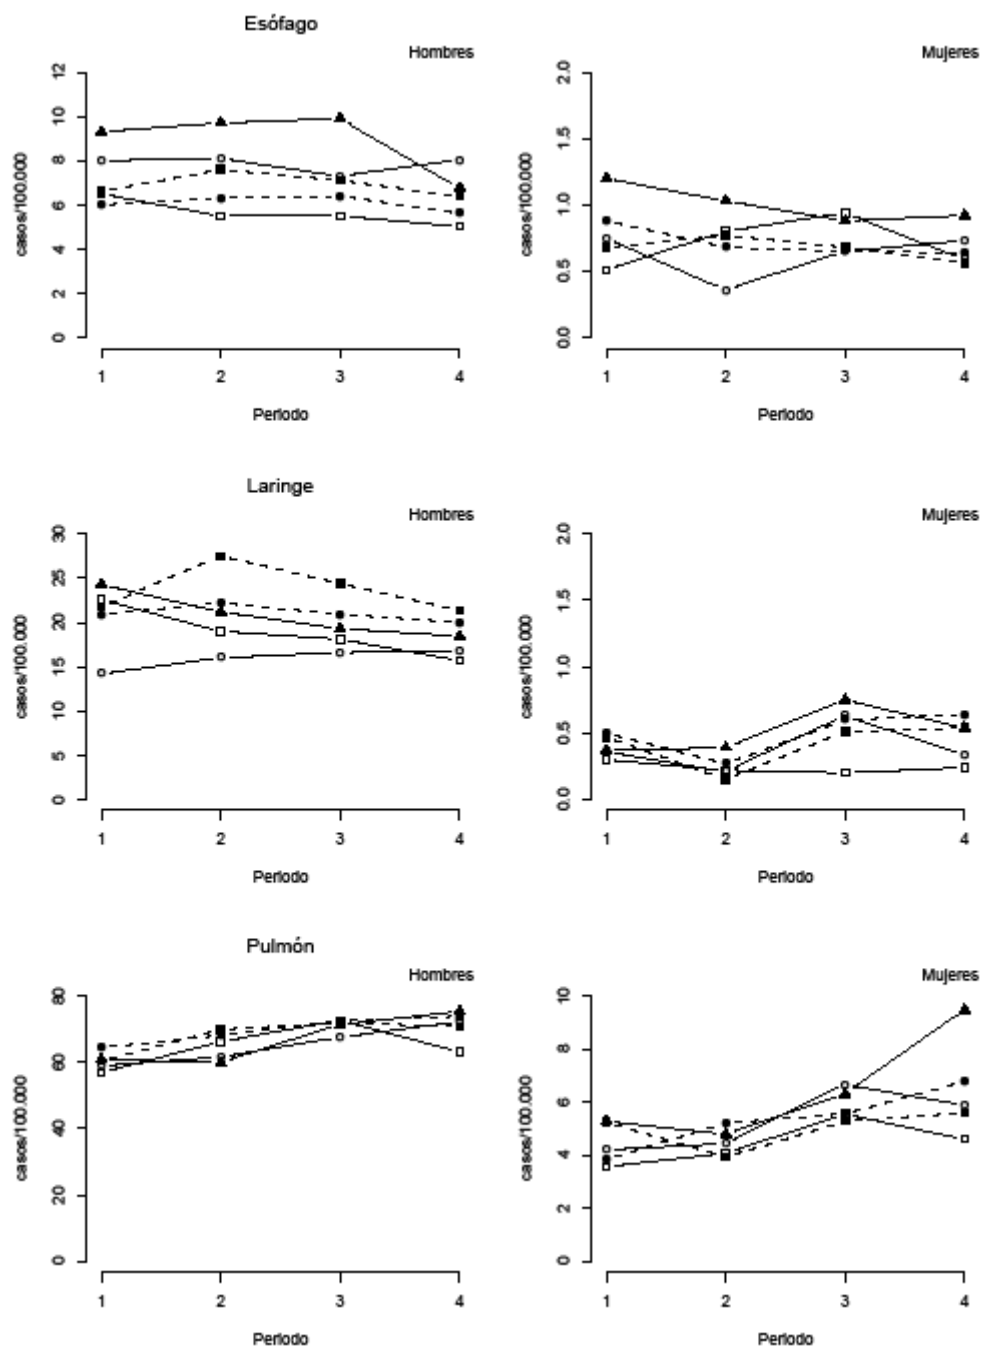 Esófago
Hombres
Mujeres
casos/100.000
0 2 4 6 8 10 12
1 2 3 4
Periodo
casos/100.000
0.0 0.5 1.0 1.5 2.0
1 2 3 4
Periodo
Laringe
Hombres
Mujeres
casos/100.000
0 5 10 15 20 25 30
1 2 3 4
Periodo
casos/100.000
0.0 0.5 1.0 1.5 2.0
1 2 3 4
Periodo
Pulmón
Hombres
Mujeres
casos/100.000
0 20 40 60 80
1 2 3 4
Periodo
casos/100.000
0 2 4 6 8 10
1 2 3 4
Periodo